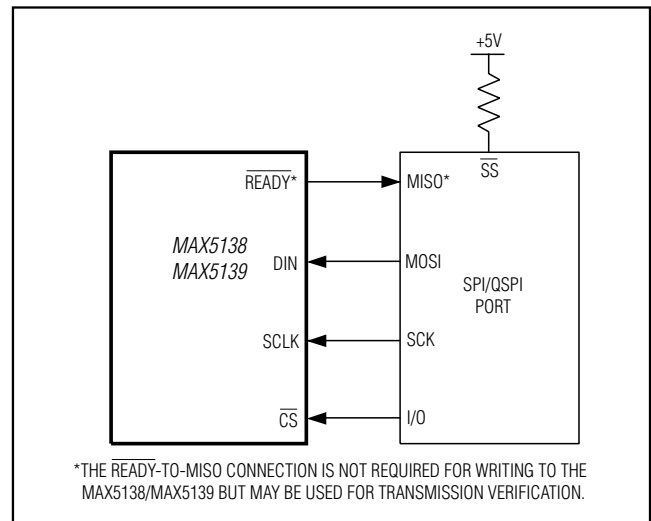 +5V
SS
READY*
MISO*
MAX5138
MAX5139
DIN
MOSI
SPI/QSPI
PORT
SCLK
SCK
CS
I/O
*THE READY-TO-MISO CONNECTION IS NOT REQUIRED FOR WRITING TO THE
MAX5138/MAX5139 BUT MAY BE USED FOR TRANSMISSION VERIFICATION.